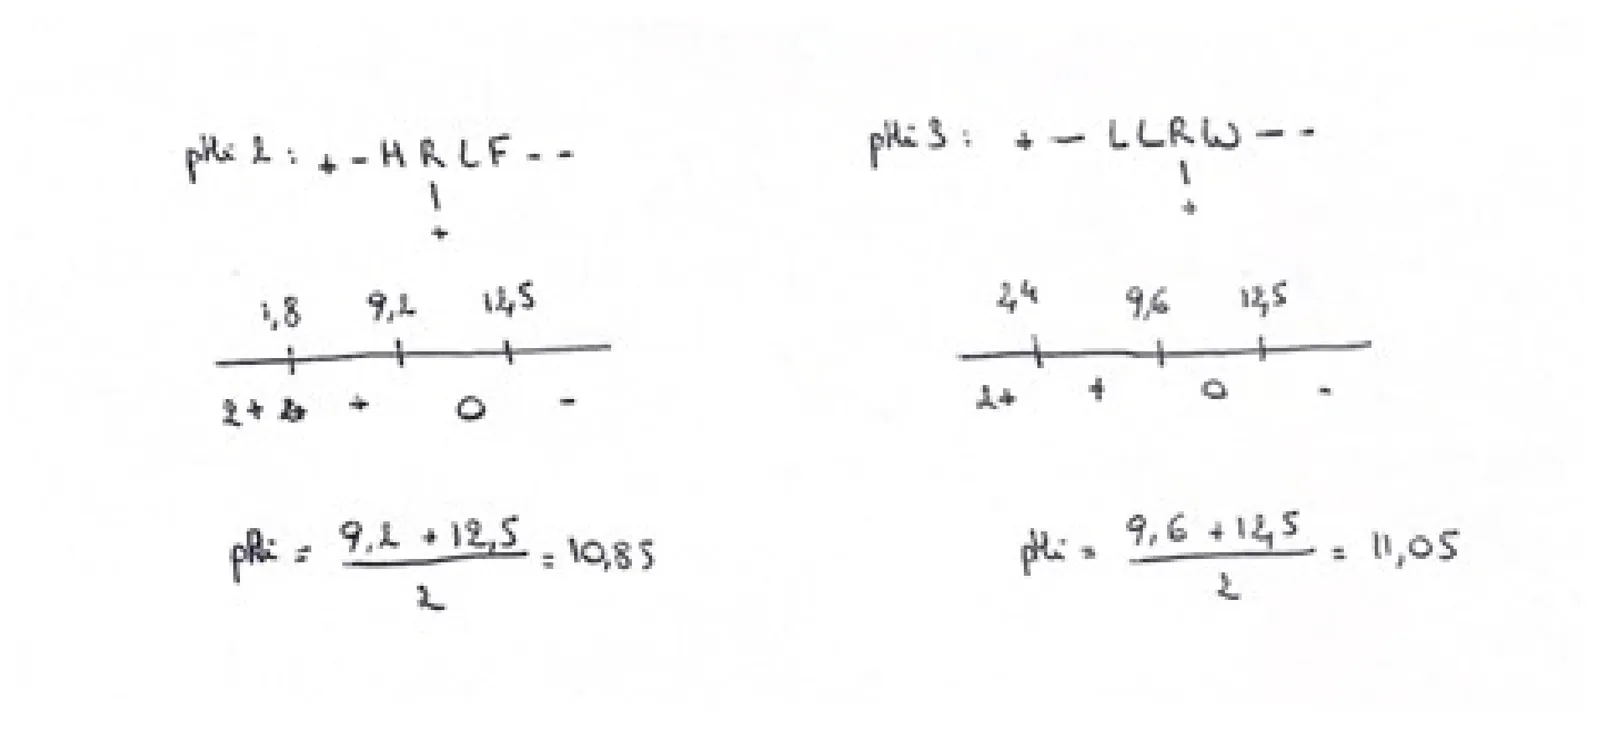 pHi 2 : + - M R L F - -
|
+
1,8 9,2 12,5
2+ + 0 -
pHi = 9,2 + 12,5 / 2 = 10,85
pHi 3 : + - L L R W - -
|
+
2,4 9,6 12,5
2+ + 0 -
pHi = 9,6 + 12,5 / 2 = 11,05